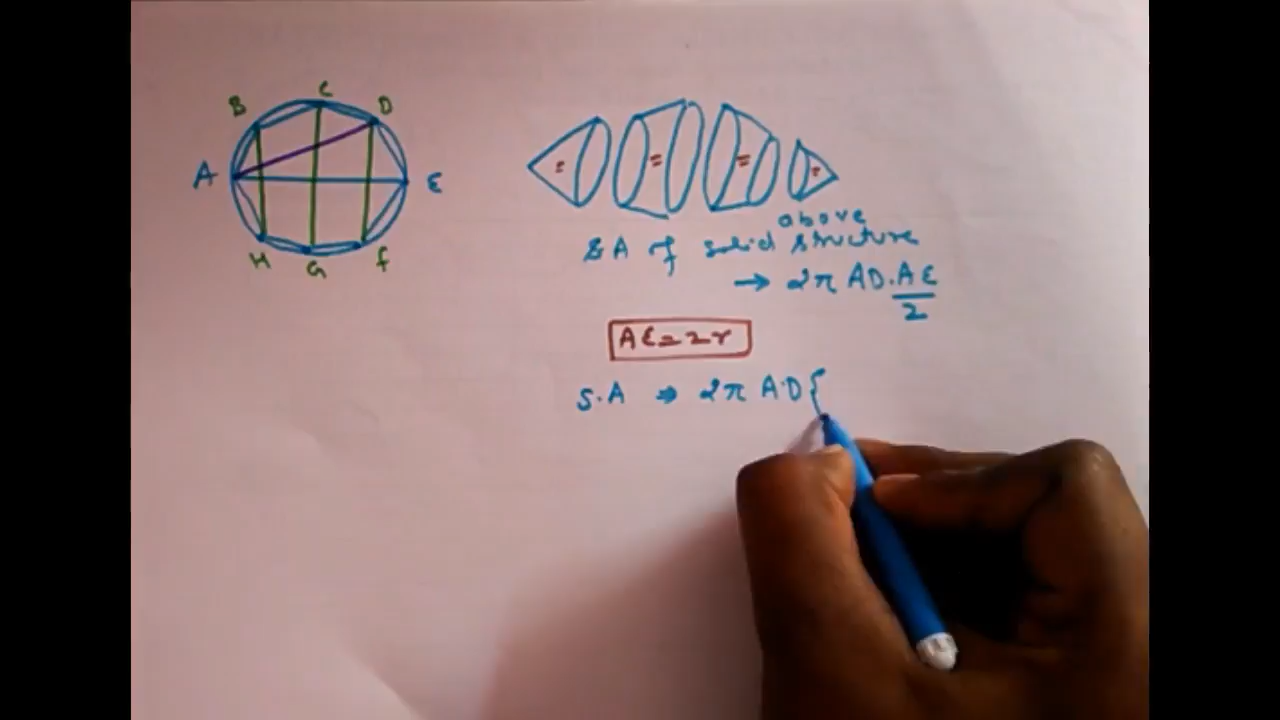 B C D
A E
H G F
above
SA of solid structure
→ 2π AD.AE/2
AE=2r
S.A → 2π AD{